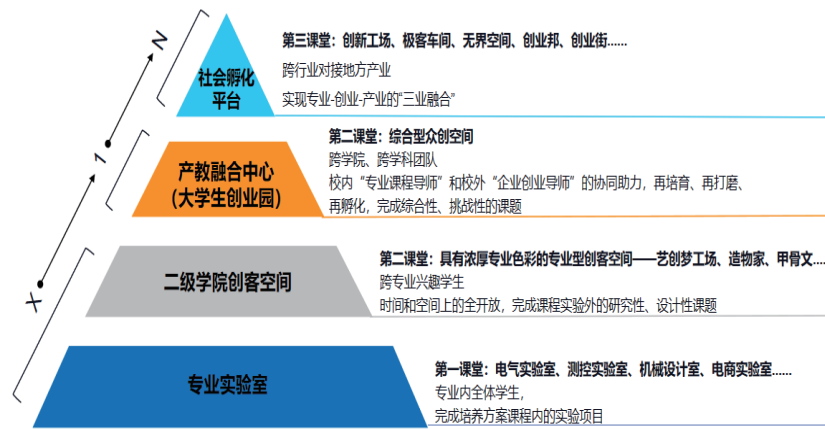 N
1
X
社会孵化
平台
第三课堂：创新工场、极客车间、无界空间、创业邦、创业街......
跨行业对接地方产业
实现专业-创业-产业的“三业融合”
产教融合中心
（大学生创业园）
第二课堂：综合型众创空间
跨学院、跨学科团队
校内“专业课程导师”和校外“企业创业导师”的协同助力，再培育、再打磨、
再孵化，完成综合性、挑战性的课题
二级学院创客空间
第二课堂：具有浓厚专业色彩的专业型创客空间——艺创梦工场、造物家、甲骨文....
跨专业兴趣学生
时间和空间上的全开放，完成课程实验外的研究性、设计性课题
专业实验室
第一课堂：电气实验室、测控实验室、机械设计室、电商实验室......
专业内全体学生，
完成培养方案课程内的实验项目